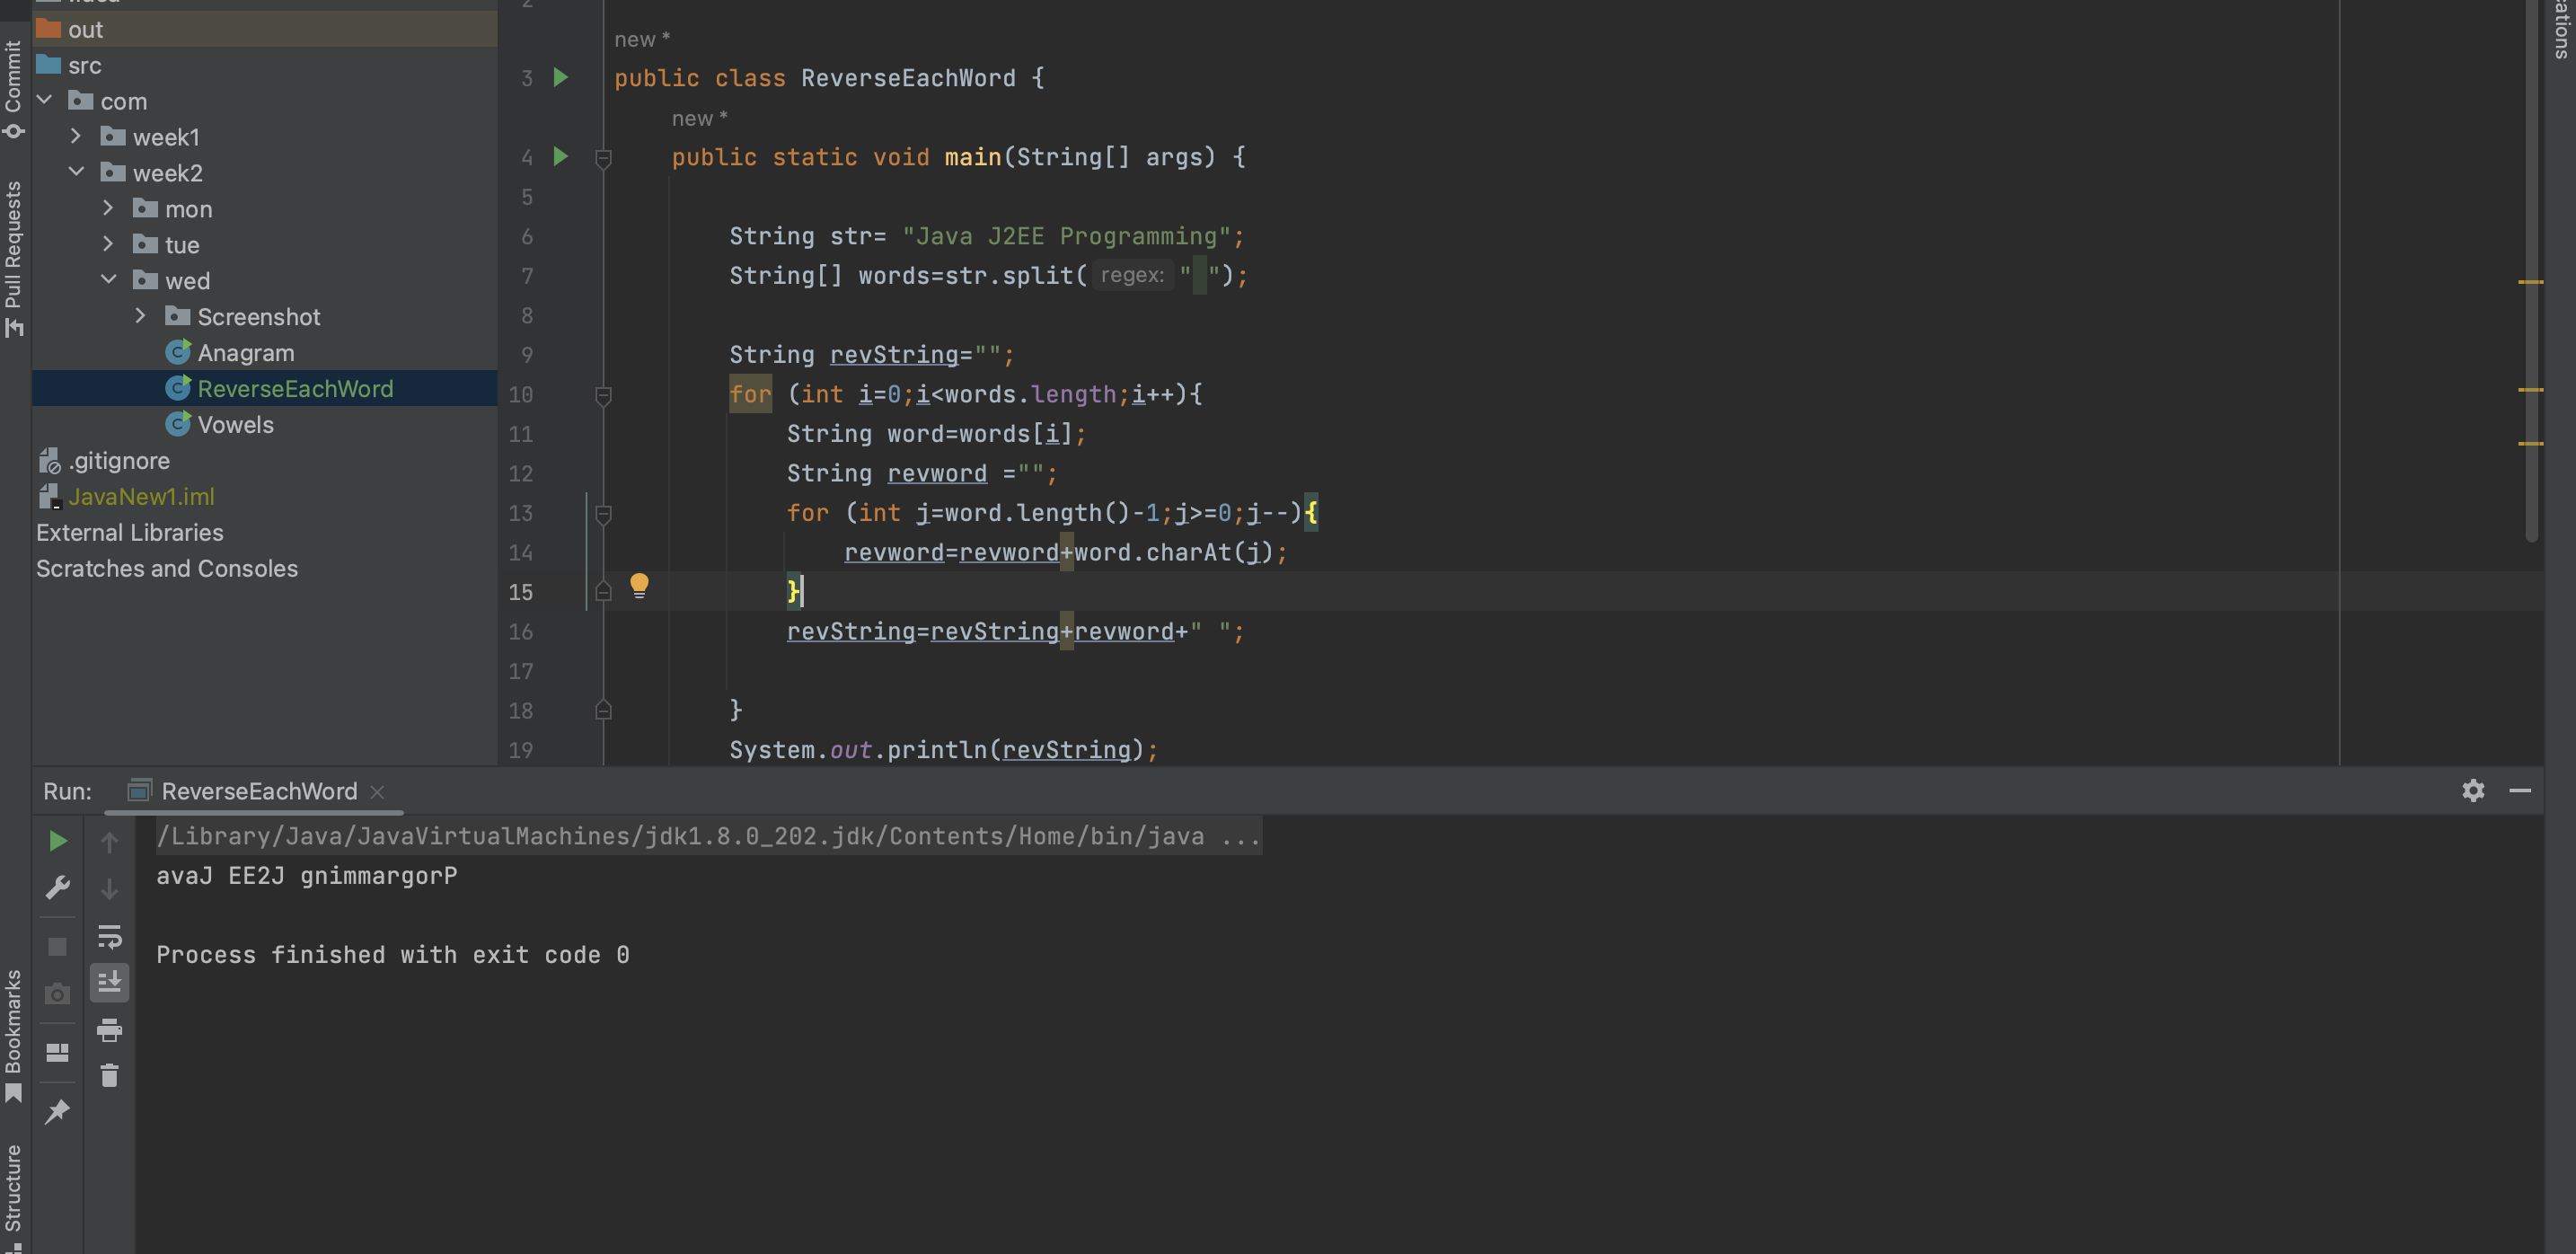 Commit
Pull Requests
Bookmarks
Structure
out
src
com
week1
week2
mon
tue
wed
Screenshot
Anagram
ReverseEachWord
Vowels
.gitignore
JavaNew1.iml
External Libraries
Scratches and Consoles
2
new *
3 public class ReverseEachWord {
new *
4 public static void main(String[] args) {
5
6 String str= "Java J2EE Programming";
7 String[] words=str.split( regex: " ");
8
9 String revString="";
10 for (int i=0;i<words.length;i++){
11 String word=words[i];
12 String revword ="";
13 for (int j=word.length()-1;j>=0;j--){
14 revword=revword+word.charAt(j);
15 }
16 revString=revString+revword+" ";
17
18 }
19 System.out.println(revString);
Run: ReverseEachWord
/Library/Java/JavaVirtualMachines/jdk1.8.0_202.jdk/Contents/Home/bin/java ...
avaJ EE2J gnimmargorP
Process finished with exit code 0